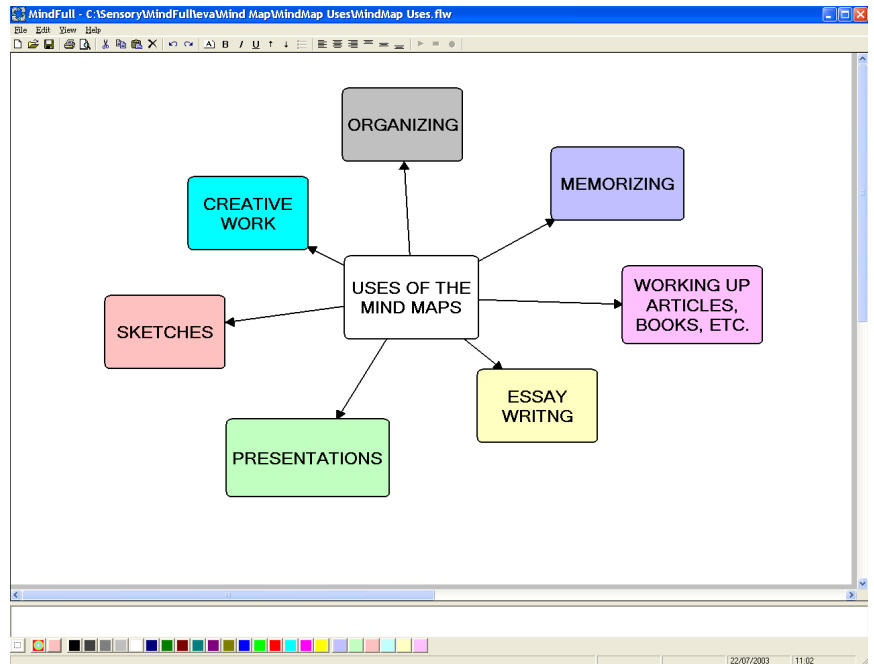 MindFull - C:\Sensory\MindFull\eva\Mind Map\MindMap Uses\MindMap Uses.flw
File Edit View Help
A B I U
ORGANIZING
MEMORIZING
CREATIVE
WORK
USES OF THE
MIND MAPS
WORKING UP
ARTICLES,
BOOKS, ETC.
SKETCHES
ESSAY
WRITNG
PRESENTATIONS
22/07/2003 11:02